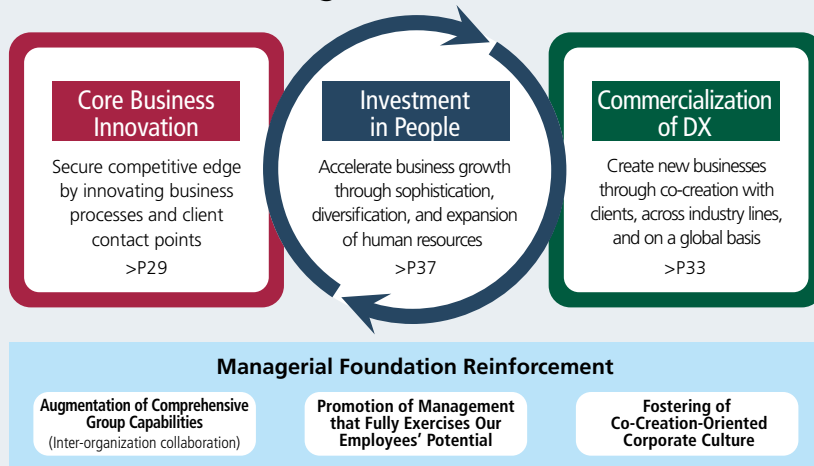 Core Business
Innovation
Secure competitive edge
by innovating business
processes and client
contact points
>P29
Investment
in People
Accelerate business growth
through sophistication,
diversification, and expansion
of human resources
>P37
Commercialization
of DX
Create new businesses
through co-creation with
clients, across industry lines,
and on a global basis
>P33
Managerial Foundation Reinforcement
Augmentation of Comprehensive
Group Capabilities
(Inter-organization collaboration)
Promotion of Management
that Fully Exercises Our
Employees’ Potential
Fostering of
Co-Creation-Oriented
Corporate Culture